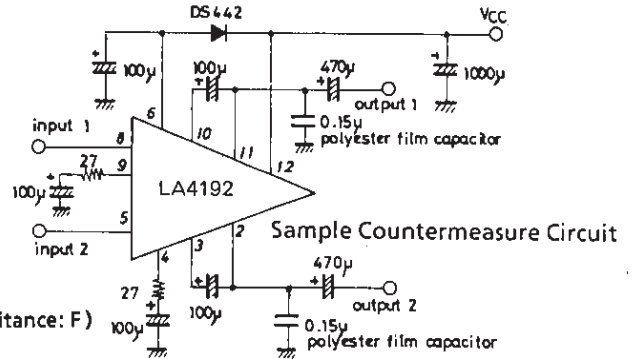 DS442
VCC
100μ
100μ
470μ
1000μ
output 1
6
10
0.15μ
polyester film capacitor
input 1
8
11
12
27
9
100μ
LA4192
5
input 2
2
Sample Countermeasure Circuit
3
4
470μ
27
100μ
output 2
itance: F)
100μ
0.15μ
polyester film capacitor